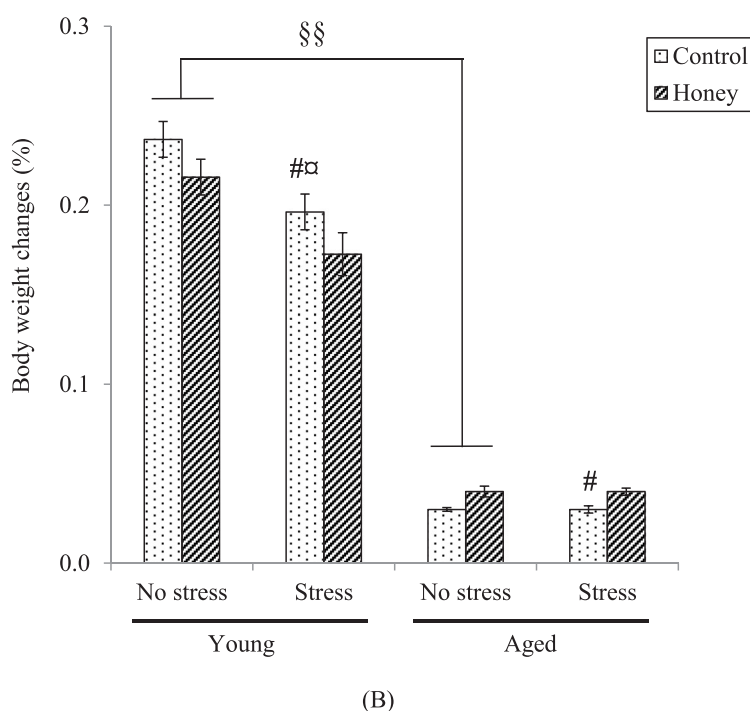 0.3
§§
Control
Honey
#¤
0.2
Body weight changes (%)
0.1
#
0.0
No stress Stress No stress Stress
Young Aged
(B)